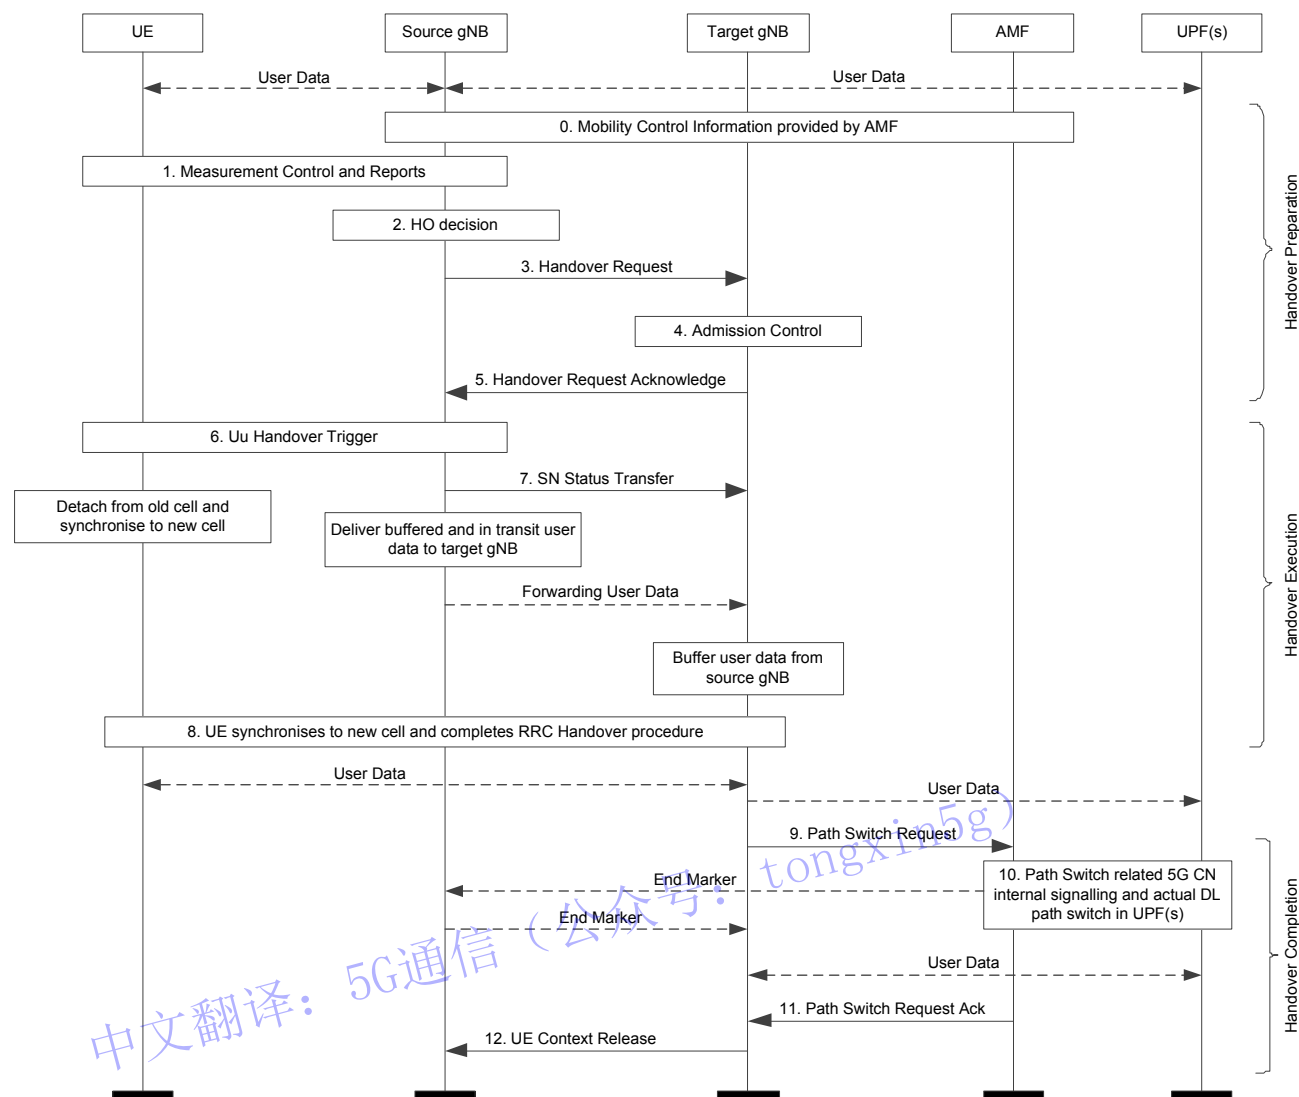 UE
Source gNB
Target gNB
AMF
UPF(s)
User Data
User Data
0. Mobility Control Information provided by AMF
1. Measurement Control and Reports
2. HO decision
3. Handover Request
4. Admission Control
5. Handover Request Acknowledge
Handover Preparation
6. Uu Handover Trigger
7. SN Status Transfer
Detach from old cell and
synchronise to new cell
Deliver buffered and in transit user
data to target gNB
Forwarding User Data
Buffer user data from
source gNB
8. UE synchronises to new cell and completes RRC Handover procedure
Handover Execution
User Data
User Data
9. Path Switch Request
10. Path Switch related 5G CN
internal signalling and actual DL
path switch in UPF(s)
End Marker
End Marker
User Data
11. Path Switch Request Ack
12. UE Context Release
Handover Completion
中文翻译：5G通信（公众号：tongxin5g）